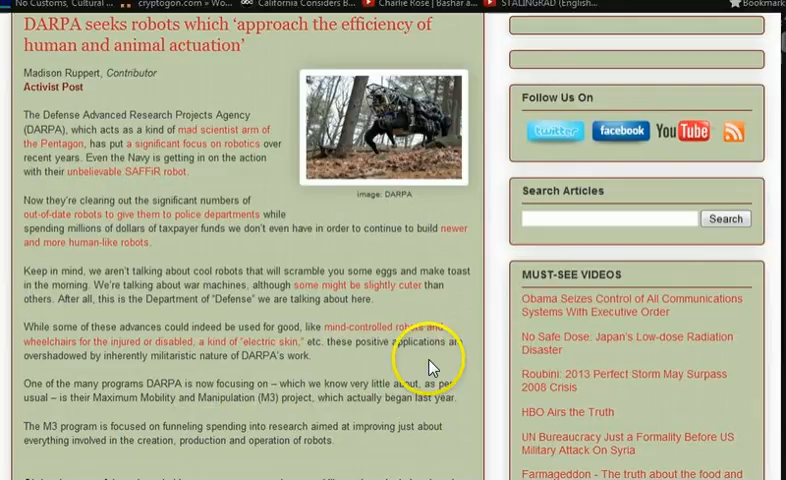 No Customs, Cultural ...
cryptogon.com » Wo...
California Considers B...
Charlie Rose | Bashar a
STALINGRAD (English...
Bookmark
DARPA seeks robots which ‘approach the efficiency of
human and animal actuation’
Madison Ruppert, Contributor
Activist Post
The Defense Advanced Research Projects Agency
(DARPA), which acts as a kind of mad scientist arm of
the Pentagon, has put a significant focus on robotics over
recent years. Even the Navy is getting in on the action
with their unbelievable SAFFiR robot.
image: DARPA
Now they're clearing out the significant numbers of
out-of-date robots to give them to police departments while
spending millions of dollars of taxpayer funds we don't even have in order to continue to build newer
and more human-like robots.
Keep in mind, we aren't talking about cool robots that will scramble you some eggs and make toast
in the morning. We're talking about war machines, although some might be slightly cuter than
others. After all, this is the Department of "Defense" we are talking about here.
While some of these advances could indeed be used for good, like mind-controlled robots and
wheelchairs for the injured or disabled, a kind of "electric skin," etc. these positive applications are
overshadowed by inherently militaristic nature of DARPA's work.
One of the many programs DARPA is now focusing on – which we know very little about, as per
usual – is their Maximum Mobility and Manipulation (M3) project, which actually began last year.
The M3 program is focused on funneling spending into research aimed at improving just about
everything involved in the creation, production and operation of robots.
Follow Us On
twitter
facebook
YouTube
Search Articles
Search
MUST-SEE VIDEOS
Obama Seizes Control of All Communications
Systems With Executive Order
No Safe Dose: Japan's Low-dose Radiation
Disaster
Roubini: 2013 Perfect Storm May Surpass
2008 Crisis
HBO Airs the Truth
UN Bureaucracy Just a Formality Before US
Military Attack On Syria
Farmageddon - The truth about the food and